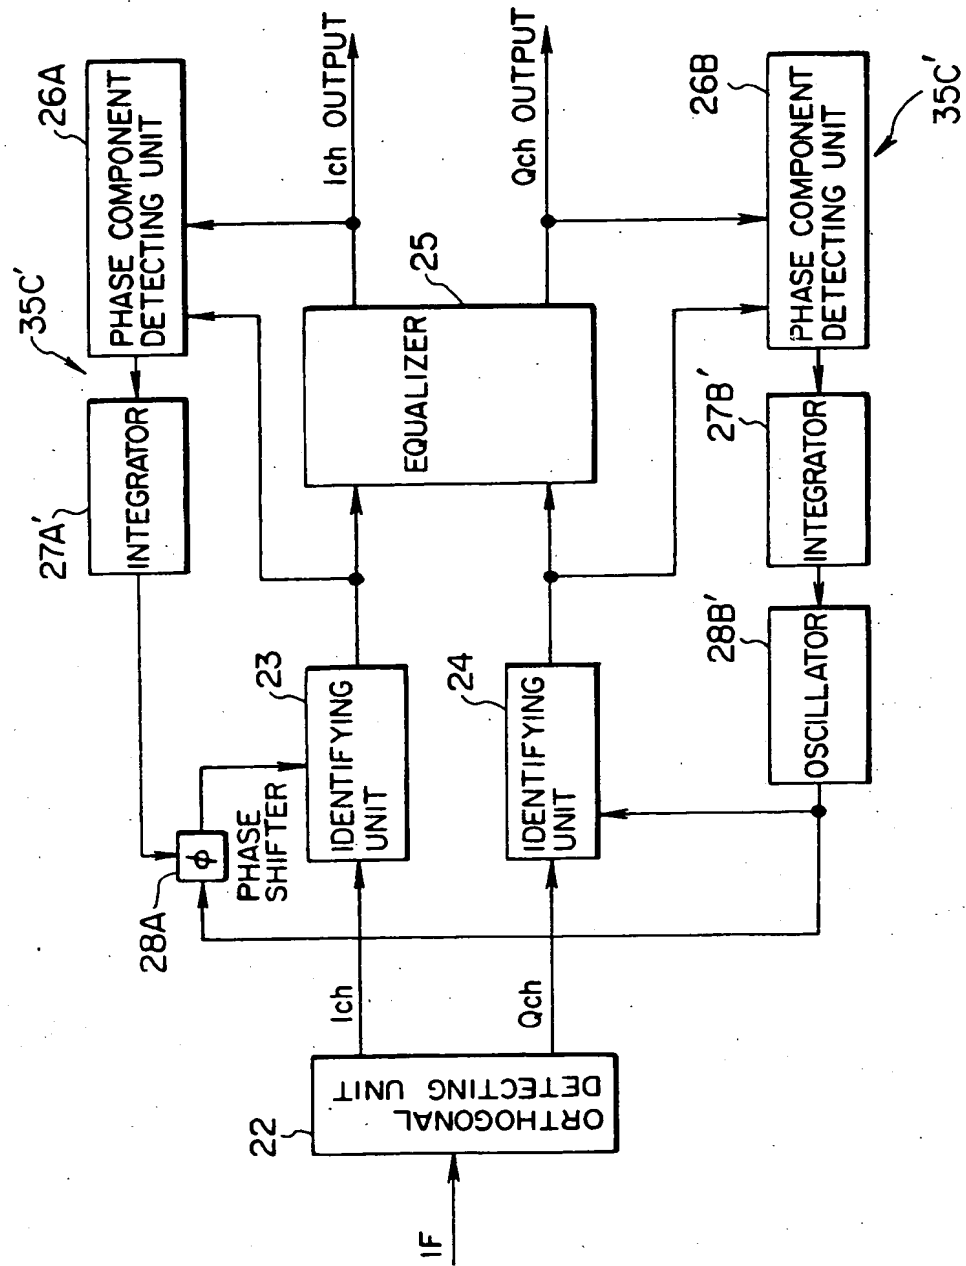 35C'
27A'
26A
INTEGRATOR
PHASE COMPONENT
DETECTING UNIT
28A
φ
PHASE
SHIFTER
23
IDENTIFYING
UNIT
Ich
Ich OUTPUT
22
ORTHOGONAL
DETECTING UNIT
IF
25
EQUALIZER
24
IDENTIFYING
UNIT
Qch
Qch OUTPUT
28B'
OSCILLATOR
27B'
INTEGRATOR
26B
PHASE COMPONENT
DETECTING UNIT
35C'